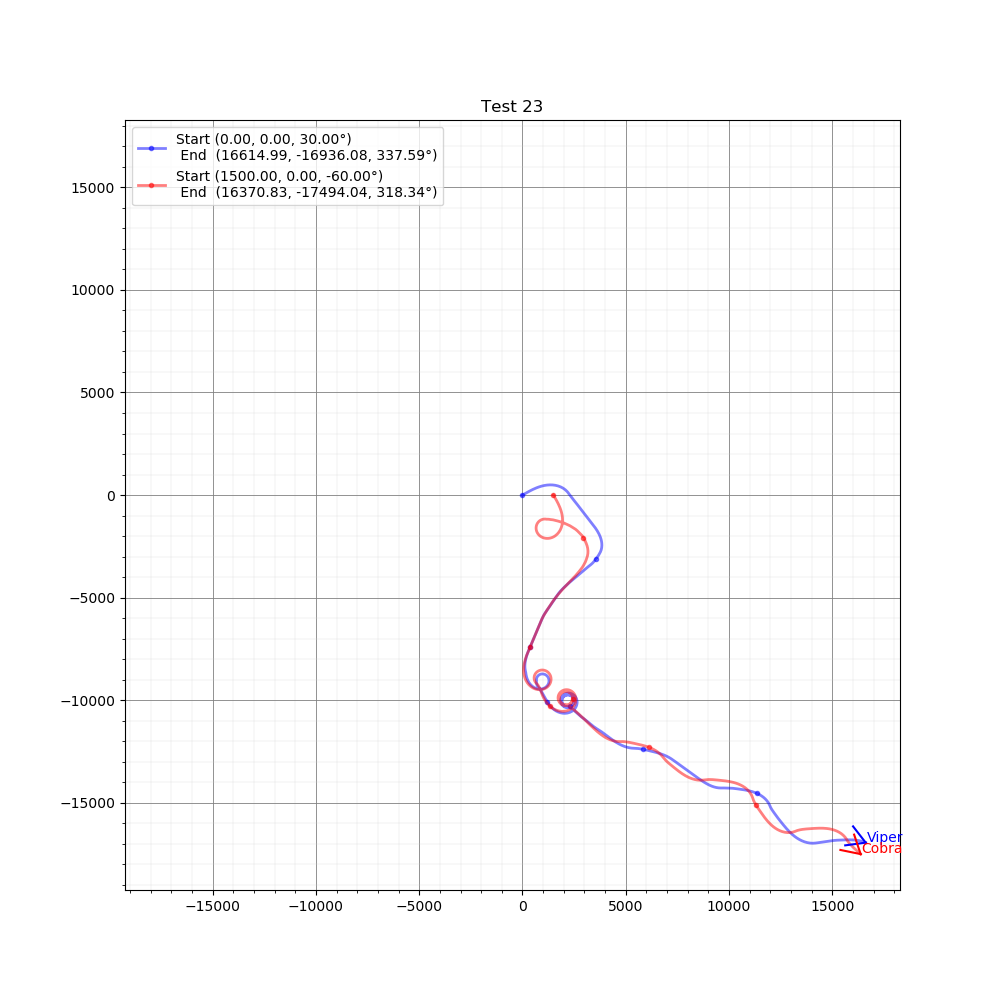 Test 23
Start (0.00, 0.00, 30.00°)
End  (16614.99, -16936.08, 337.59°)
Start (1500.00, 0.00, -60.00°)
End  (16370.83, -17494.04, 318.34°)
15000
10000
5000
0
−5000
−10000
−15000
Viper
Cobra
−15000 −10000 −5000 0 5000 10000 15000